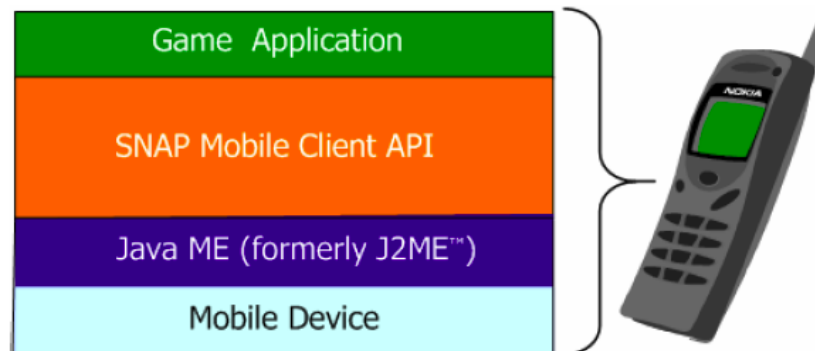 Game Application
SNAP Mobile Client API
Java ME (formerly J2ME™)
Mobile Device
NOKIA